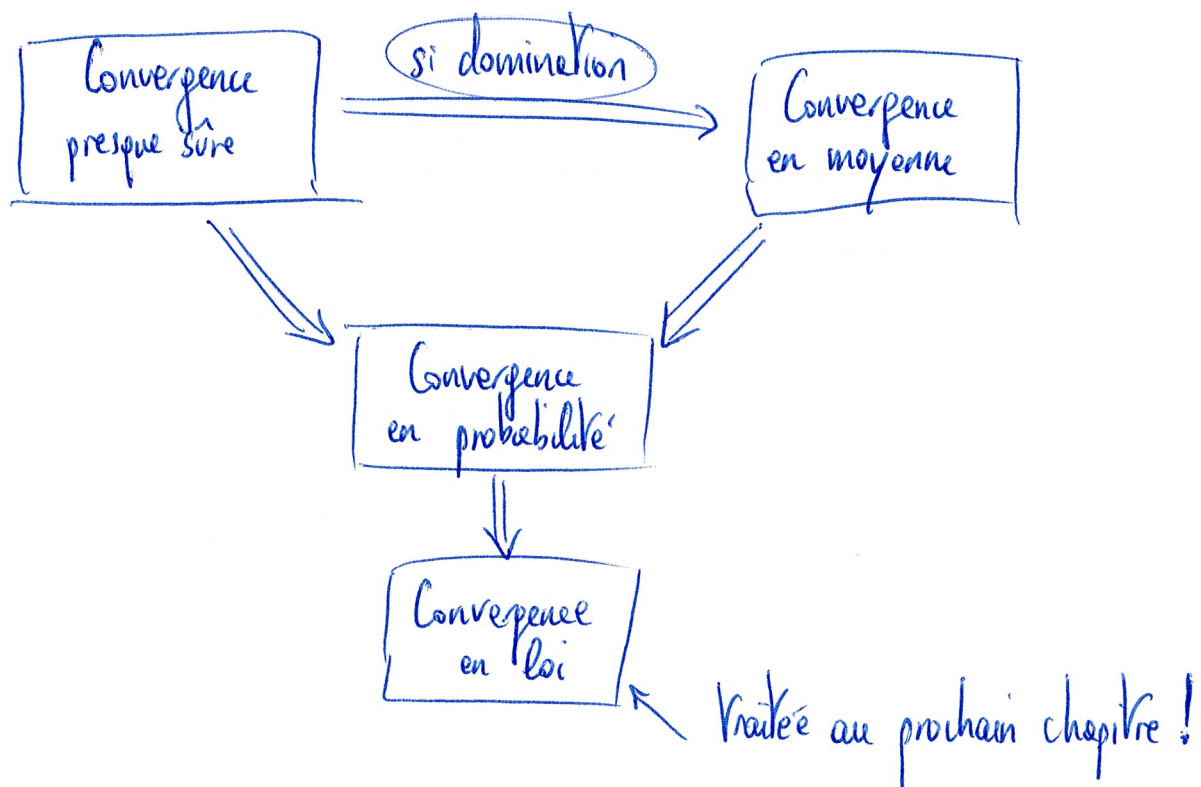 Convergence
presque sûre
si domination
Convergence
en moyenne
Convergence
en probabilité
Convergence
en loi
traitée au prochain chapitre !